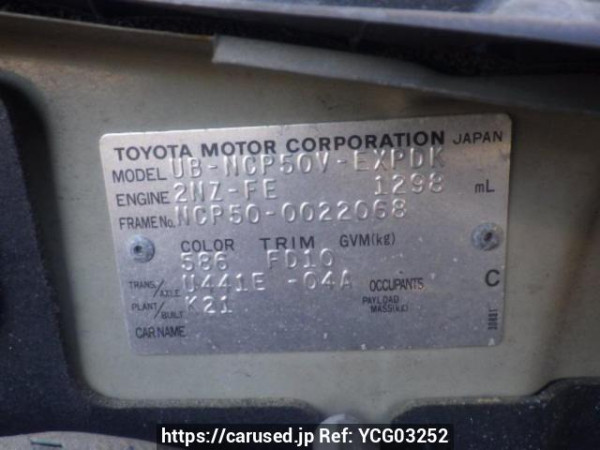 TOYOTA MOTOR CORPORATION JAPAN
MODEL UB-NCP50V-EXPDK
ENGINE 2NZ-FE 1298 mL
FRAME No. NCP50-0022068
COLOR TRIM GVM(kg)
586 FD10
TRANS./AXLE U441E -04A OCCUPANTS C
PLANT/BUILT K21 PAYLOAD MASS(kg)
CAR NAME
https://carused.jp Ref: YCG03252